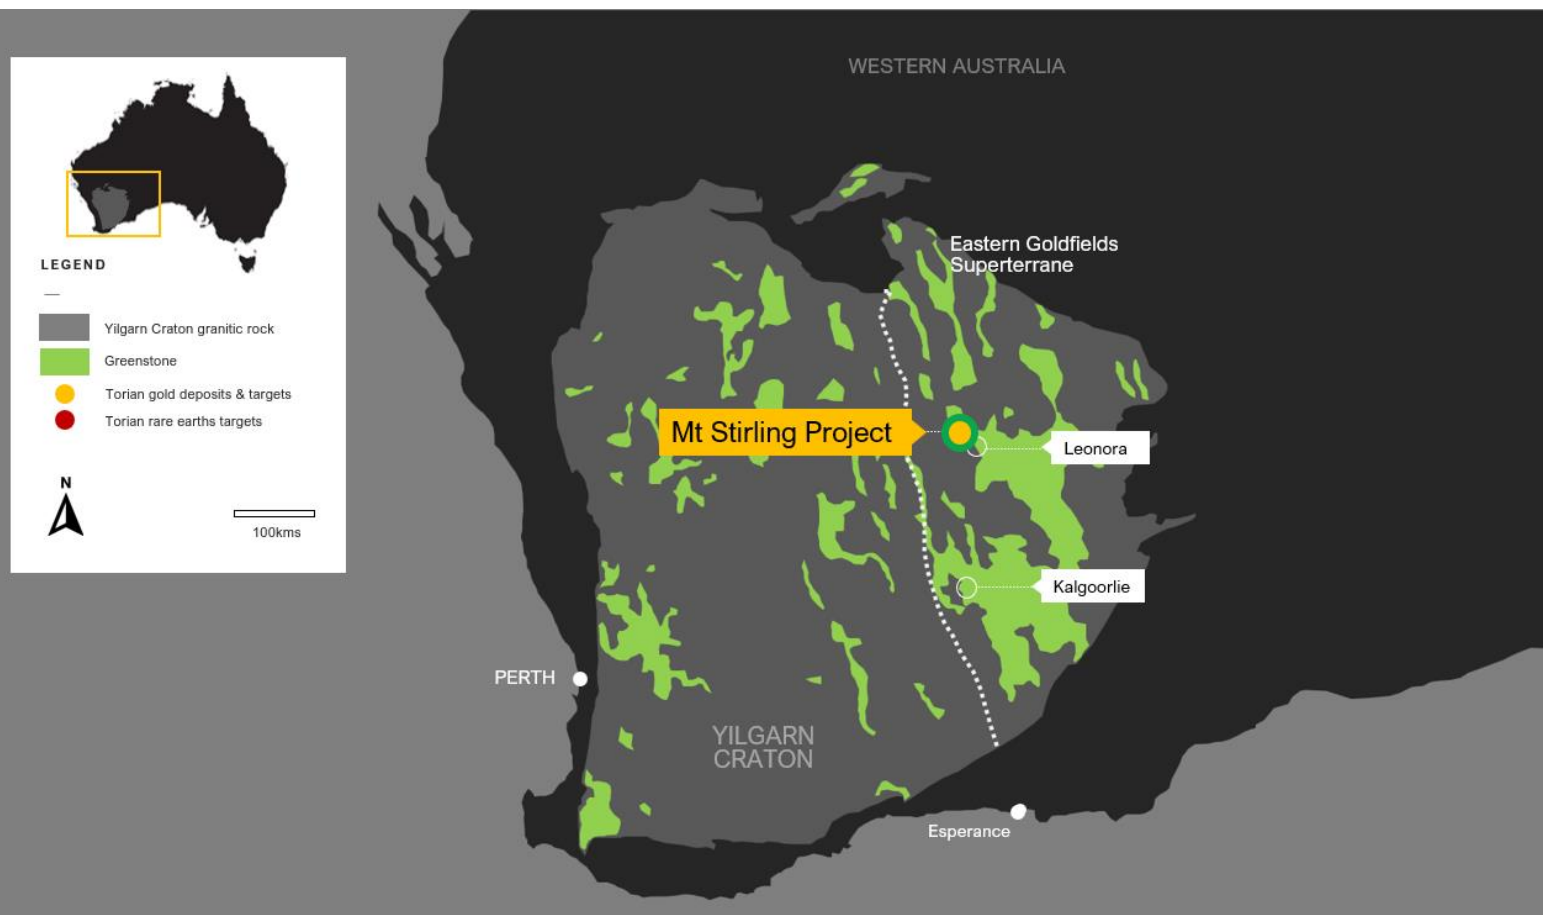 WESTERN AUSTRALIA
LEGEND
Yilgarn Craton granitic rock
Greenstone
Torian gold deposits & targets
Torian rare earths targets
N
100kms
Eastern Goldfields
Superterrane
Mt Stirling Project
Leonora
Kalgoorlie
PERTH
YILGARN
CRATON
Esperance